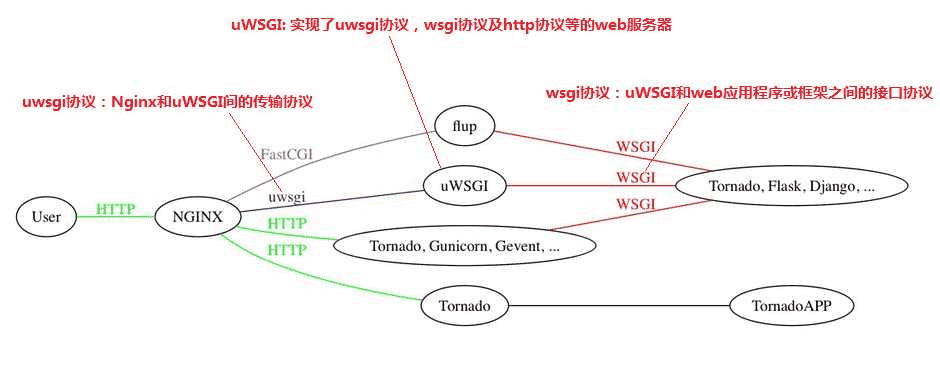 uWSGI: 实现了uwsgi协议，wsgi协议及http协议等的web服务器
uwsgi协议：Nginx和uWSGI间的传输协议
wsgi协议：uWSGI和web应用程序或框架之间的接口协议
flup
WSGI
FastCGI
uWSGI
WSGI
Tornado, Flask, Django, ...
uwsgi
User
HTTP
NGINX
WSGI
HTTP
Tornado, Gunicorn, Gevent, ...
HTTP
Tornado
TornadoAPP